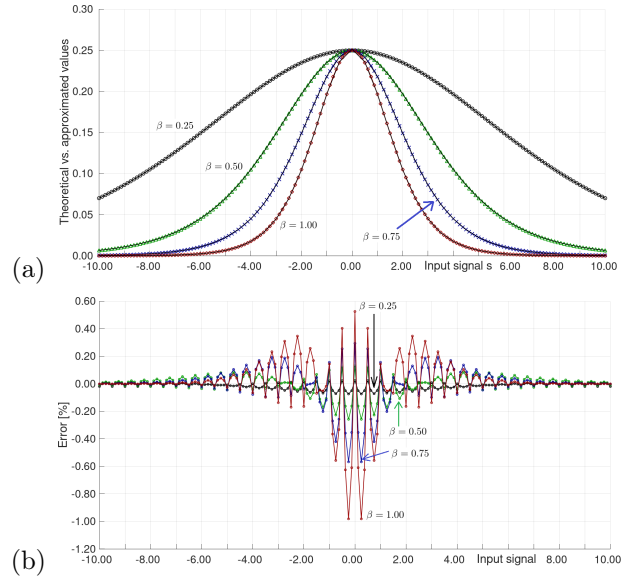 (a)
Theoretical vs. approximated values
0.30
0.25
0.20
0.15
0.10
0.05
0.00
β = 0.25
β = 0.50
β = 1.00
β = 0.75
-10.00 -8.00 -6.00 -4.00 -2.00 0.00 2.00 Input signal s 6.00 8.00 10.00
(b)
Error [%]
0.60
0.40
0.20
0.00
-0.20
-0.40
-0.60
-0.80
-1.00
-1.20
β = 0.25
β = 0.50
β = 0.75
β = 1.00
-10.00 -8.00 -6.00 -4.00 -2.00 0.00 2.00 4.00 Input signal 8.00 10.00